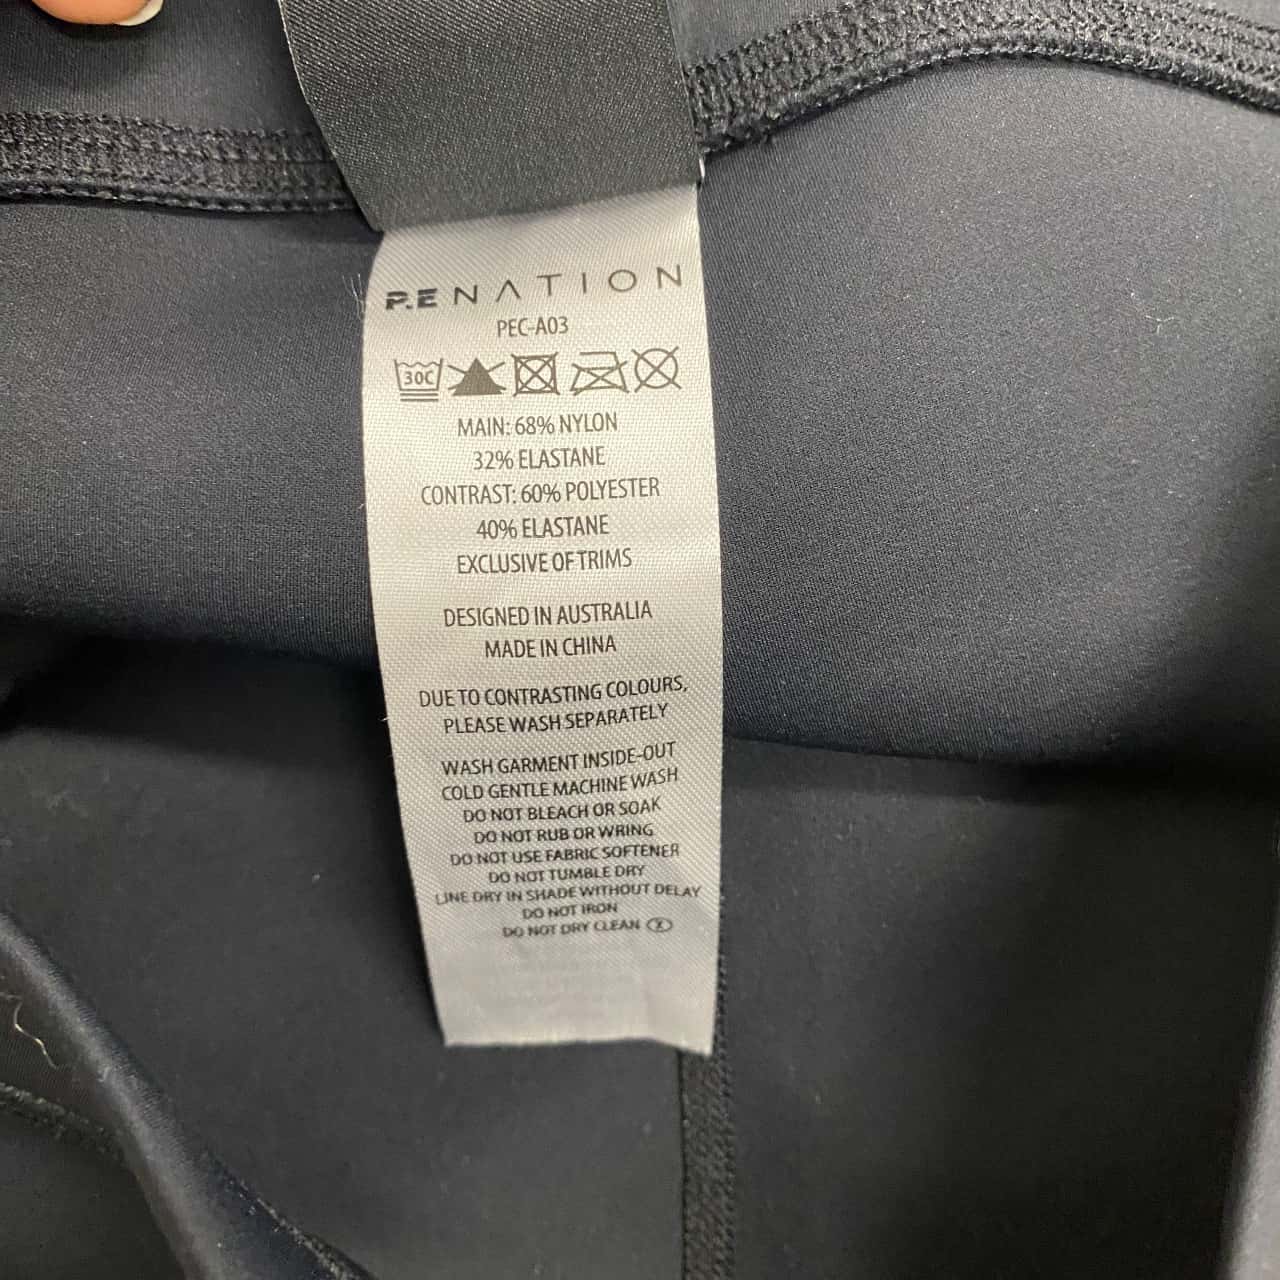 P.E NATION
PEC-A03
30C
MAIN: 68% NYLON
32% ELASTANE
CONTRAST: 60% POLYESTER
40% ELASTANE
EXCLUSIVE OF TRIMS
DESIGNED IN AUSTRALIA
MADE IN CHINA
DUE TO CONTRASTING COLOURS,
PLEASE WASH SEPARATELY
WASH GARMENT INSIDE-OUT
COLD GENTLE MACHINE WASH
DO NOT BLEACH OR SOAK
DO NOT RUB OR WRING
DO NOT USE FABRIC SOFTENER
DO NOT TUMBLE DRY
LINE DRY IN SHADE WITHOUT DELAY
DO NOT IRON
DO NOT DRY CLEAN